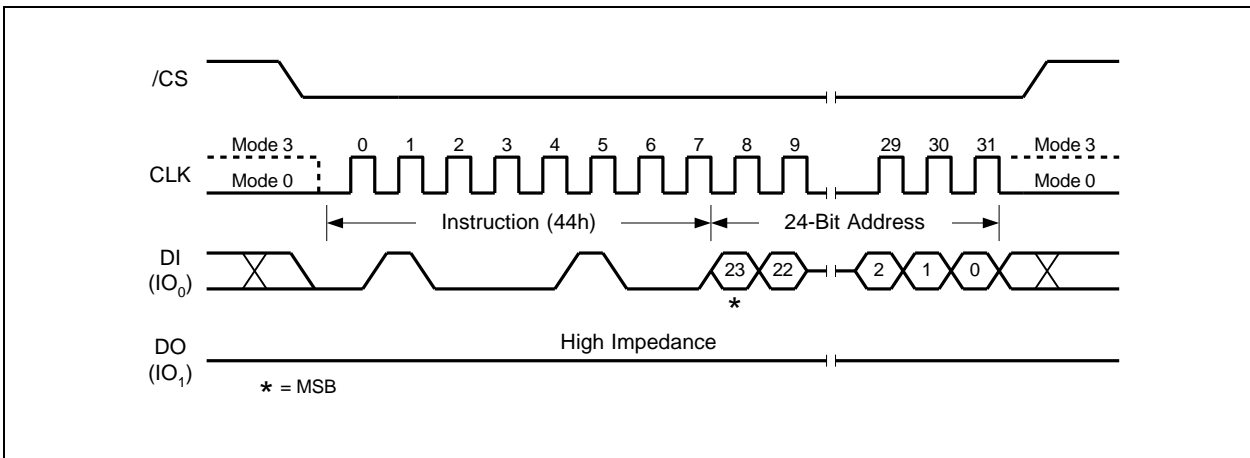 /CS
Mode 3 0 1 2 3 4 5 6 7 8 9 29 30 31 Mode 3
CLK Mode 0 Mode 0
Instruction (44h) 24-Bit Address
DI
(IO0)
23 22 2 1 0
*
DO
(IO1)
High Impedance
* = MSB